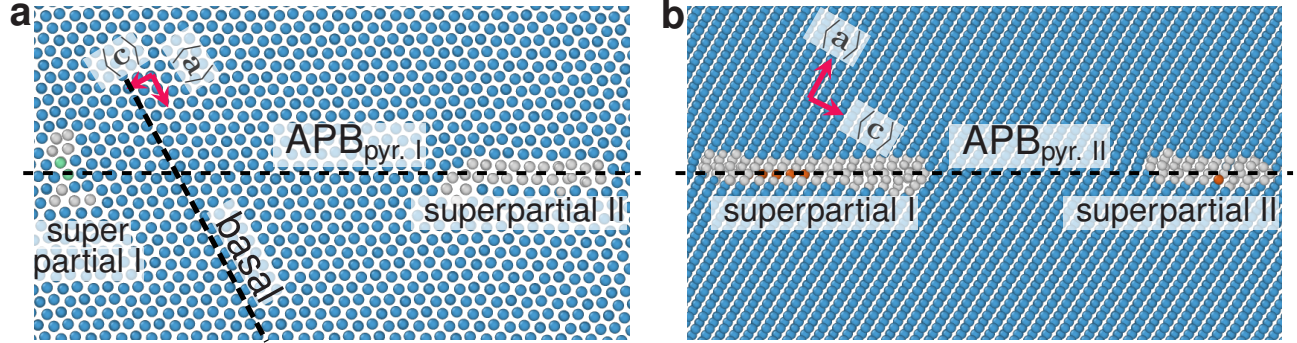 a
⟨c⟩
⟨a⟩
APB_pyr. I
superpartial II
super
partial I
basal
b
⟨a⟩
⟨c⟩
APB_pyr. II
superpartial I
superpartial II